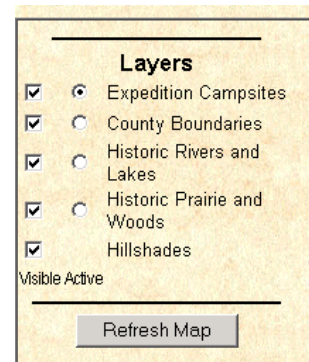 Layers
Expedition Campsites
County Boundaries
Historic Rivers and
Lakes
Historic Prairie and
Woods
Hillshades
Visible Active
Refresh Map